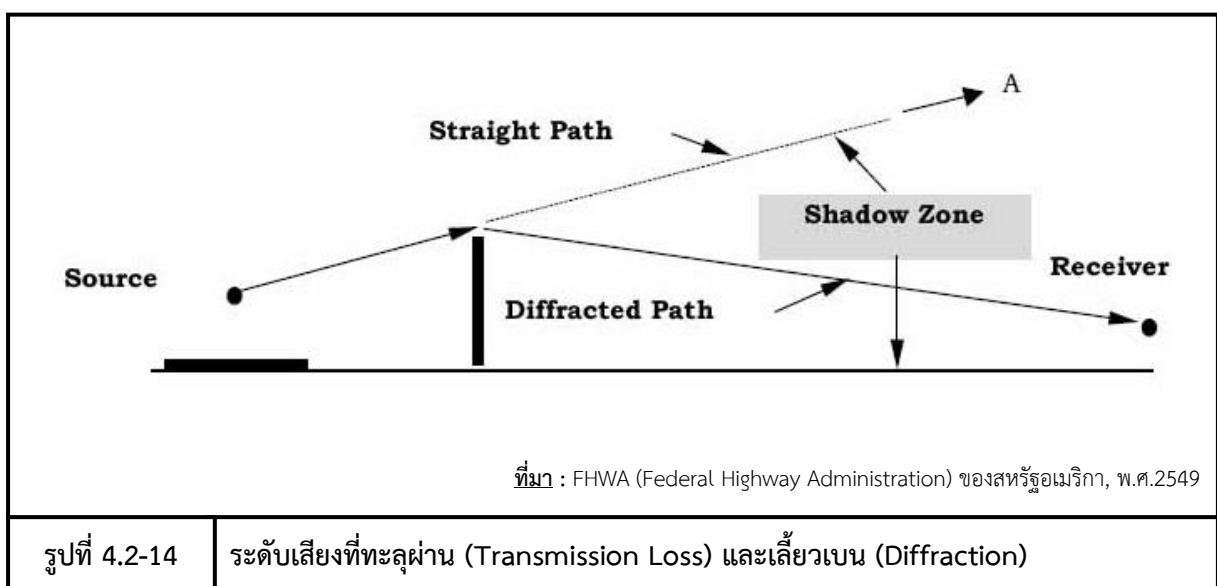 A
Straight Path
Shadow Zone
Source
Receiver
Diffracted Path
ที่มา : FHWA (Federal Highway Administration) ของสหรัฐอเมริกา, พ.ศ.2549
รูปที่ 4.2-14 ระดับเสียงที่ทะลุผ่าน (Transmission Loss) และเลี้ยวเบน (Diffraction)